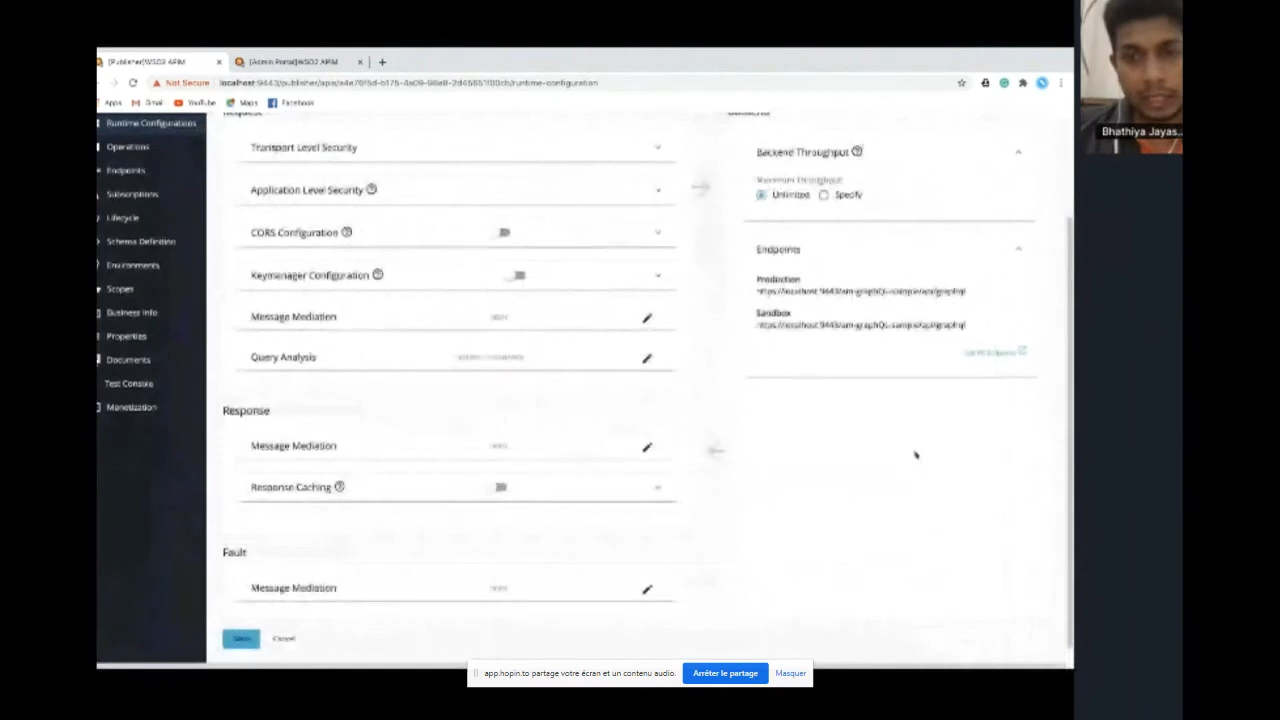 [Publisher]WSO2 APIM
[Admin Portal]WSO2 APIM
Not Secure
Apps
Gmail
YouTube
Maps
Facebook
Bhathiya Jayas..
Runtime Configurations
Operations
Endpoints
Subscriptions
Lifecycle
Schema Definition
Environments
Scopes
Business Info
Properties
Documents
Test Console
Monetization
Request
Transport Level Security
Application Level Security
CORS Configuration
Keymanager Configuration
Message Mediation
Query Analysis
Response
Message Mediation
Response Caching
Fault
Message Mediation
Save
Cancel
Backend Throughput
Maximum Throughput
Unlimited
Specify
Endpoints
Production
Sandbox
app.hopin.to partage votre écran et un contenu audio.
Arrêter le partage
Masquer